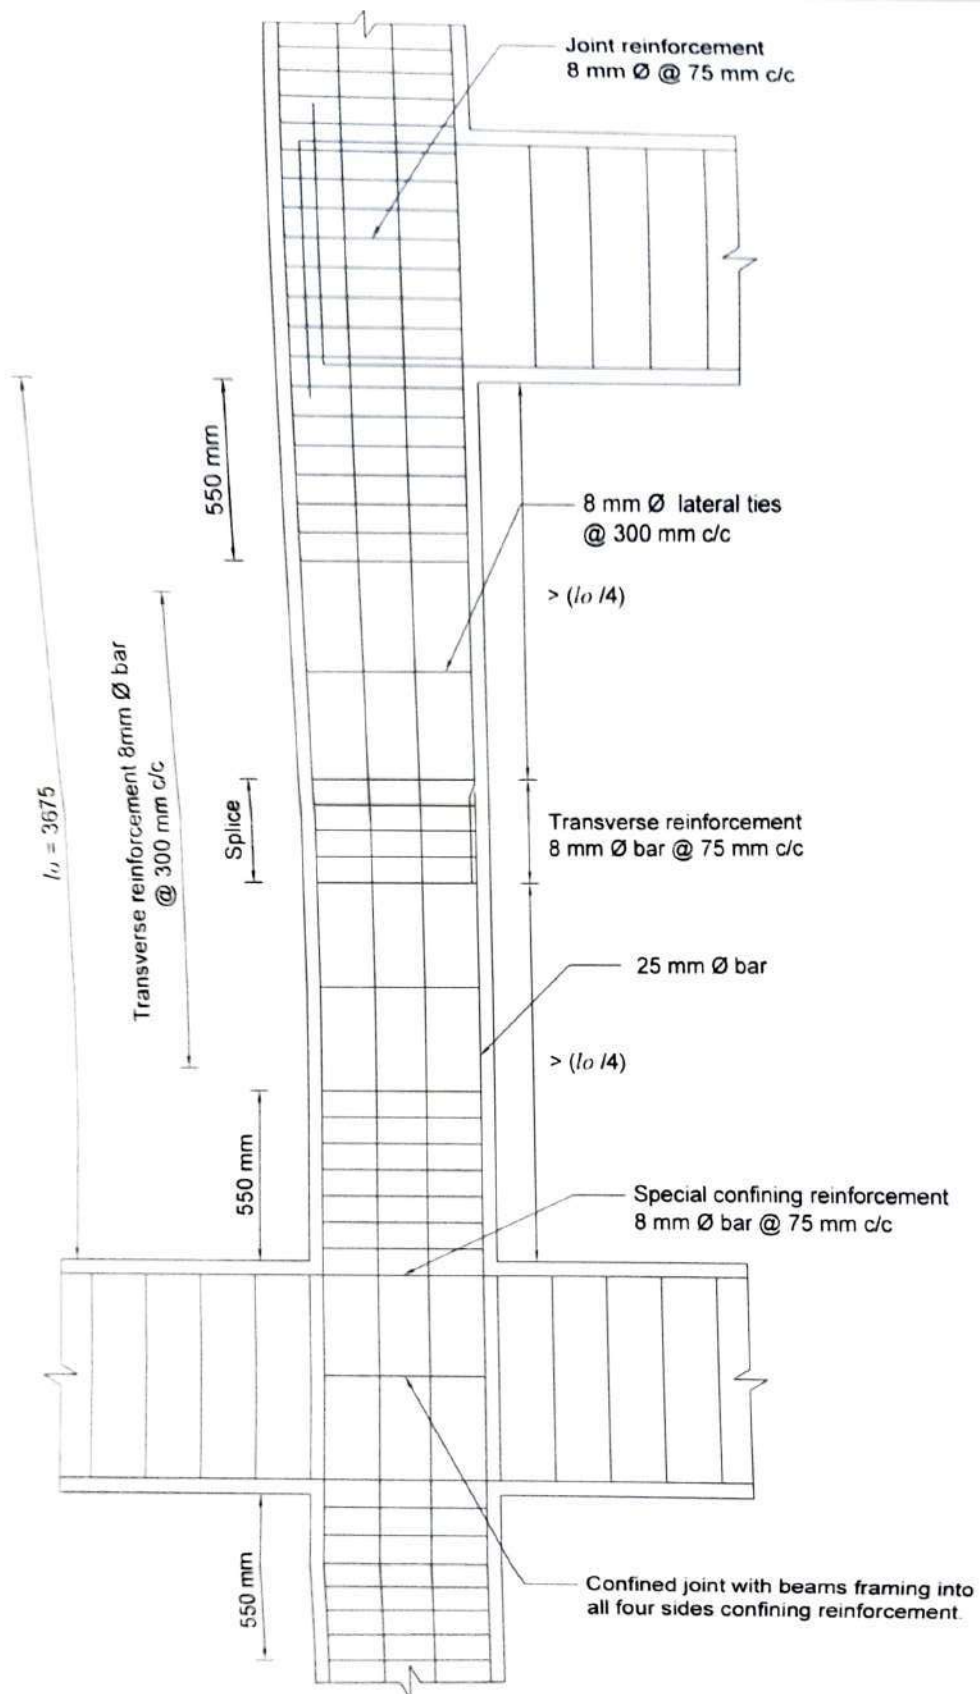 Joint reinforcement
8 mm Ø @ 75 mm c/c
550 mm
8 mm Ø lateral ties
@ 300 mm c/c
> (lo /4)
Transverse reinforcement 8mm Ø bar
@ 300 mm c/c
lo = 3675
Splice
Transverse reinforcement
8 mm Ø bar @ 75 mm c/c
25 mm Ø bar
> (lo /4)
550 mm
Special confining reinforcement
8 mm Ø bar @ 75 mm c/c
550 mm
Confined joint with beams framing into
all four sides confining reinforcement.